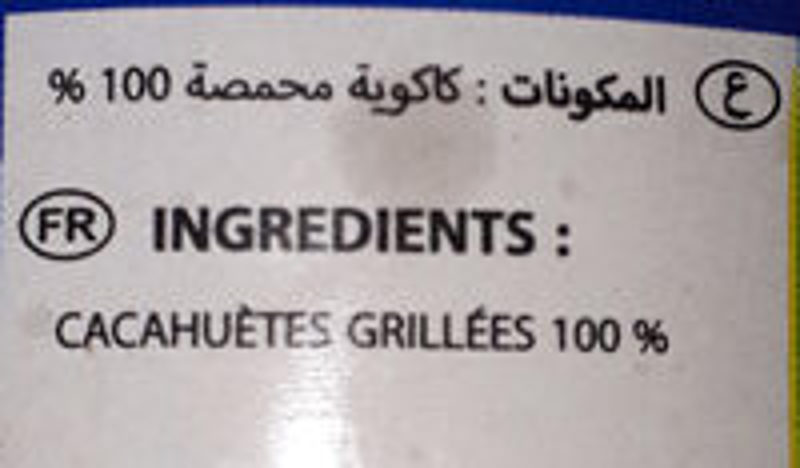 ع المكونات : كاكوية محمصة 100 %
FR INGREDIENTS :
CACAHUÈTES GRILLÉES 100 %